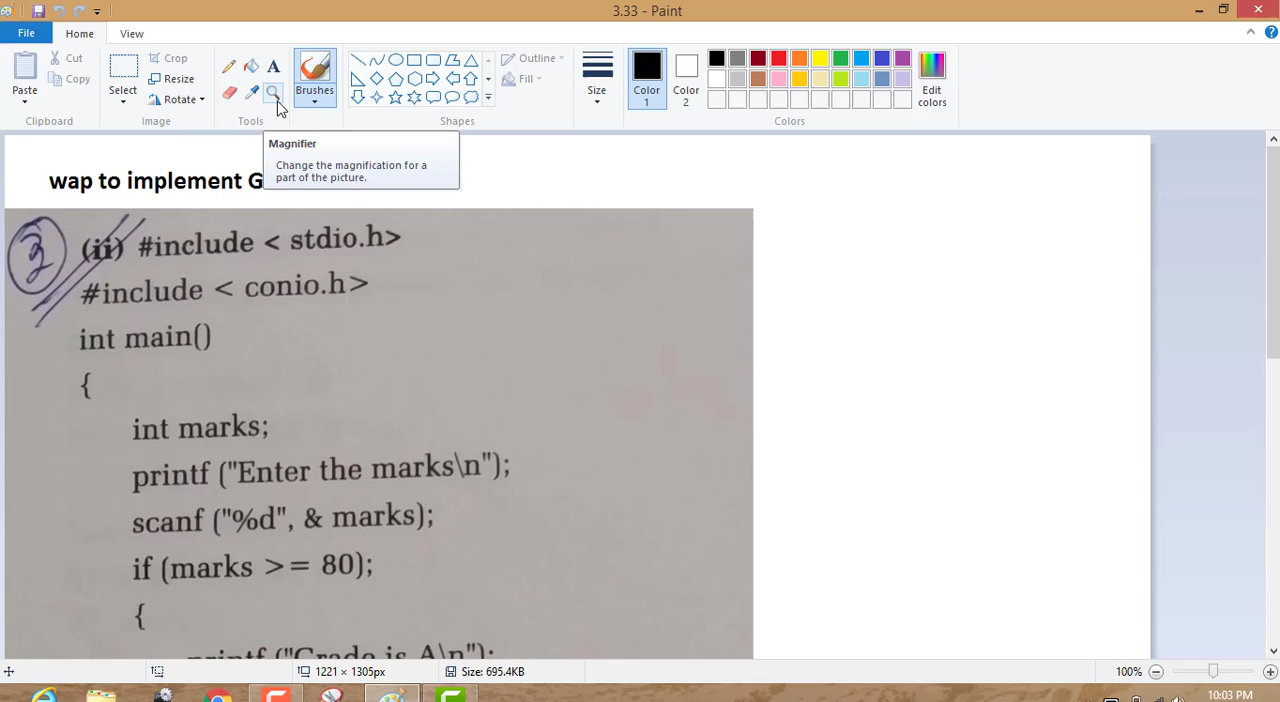 3.33 - Paint
File
Home
View
Paste
Cut
Copy
Clipboard
Select
Crop
Resize
Rotate
Image
A
Tools
Brushes
Shapes
Outline
Fill
Size
Color 1
Color 2
Edit colors
Colors
Magnifier
Change the magnification for a
part of the picture.
wap to implement G
3
(ii) #include < stdio.h>
#include < conio.h>
int main()
{
int marks;
printf ("Enter the marks\n");
scanf ("%d", & marks);
if (marks >= 80);
{
printf ("Grade is A\n");
1221 × 1305px
Size: 695.4KB
100%
10:03 PM